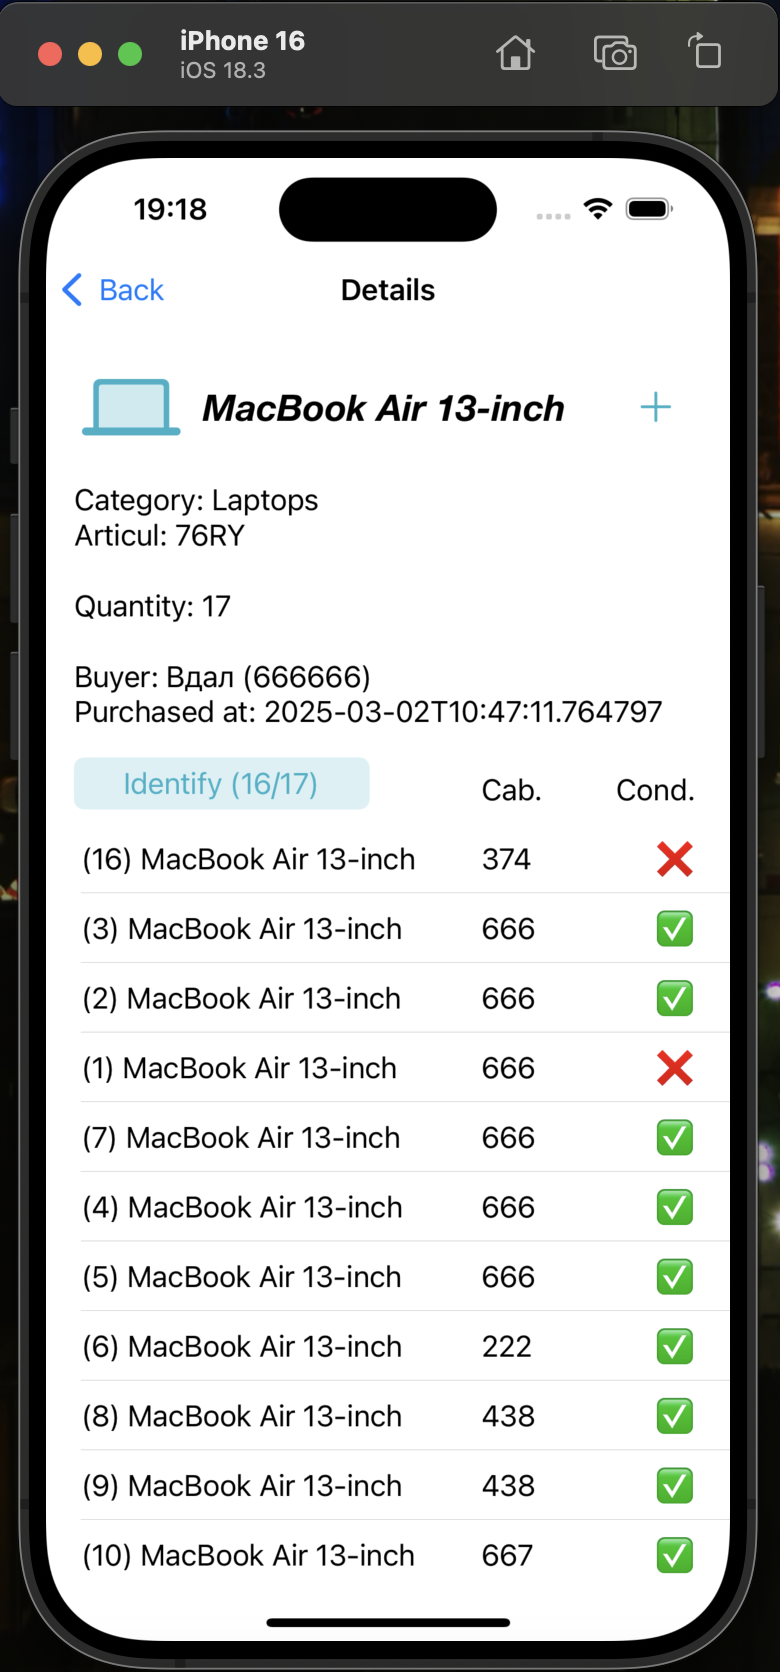 iPhone 16
iOS 18.3
19:18
Back
Details
MacBook Air 13-inch
Category: Laptops
Articul: 76RY
Quantity: 17
Buyer: Вдал (666666)
Purchased at: 2025-03-02T10:47:11.764797
Identify (16/17) Cab. Cond.
(16) MacBook Air 13-inch 374
(3) MacBook Air 13-inch 666
(2) MacBook Air 13-inch 666
(1) MacBook Air 13-inch 666
(7) MacBook Air 13-inch 666
(4) MacBook Air 13-inch 666
(5) MacBook Air 13-inch 666
(6) MacBook Air 13-inch 222
(8) MacBook Air 13-inch 438
(9) MacBook Air 13-inch 438
(10) MacBook Air 13-inch 667